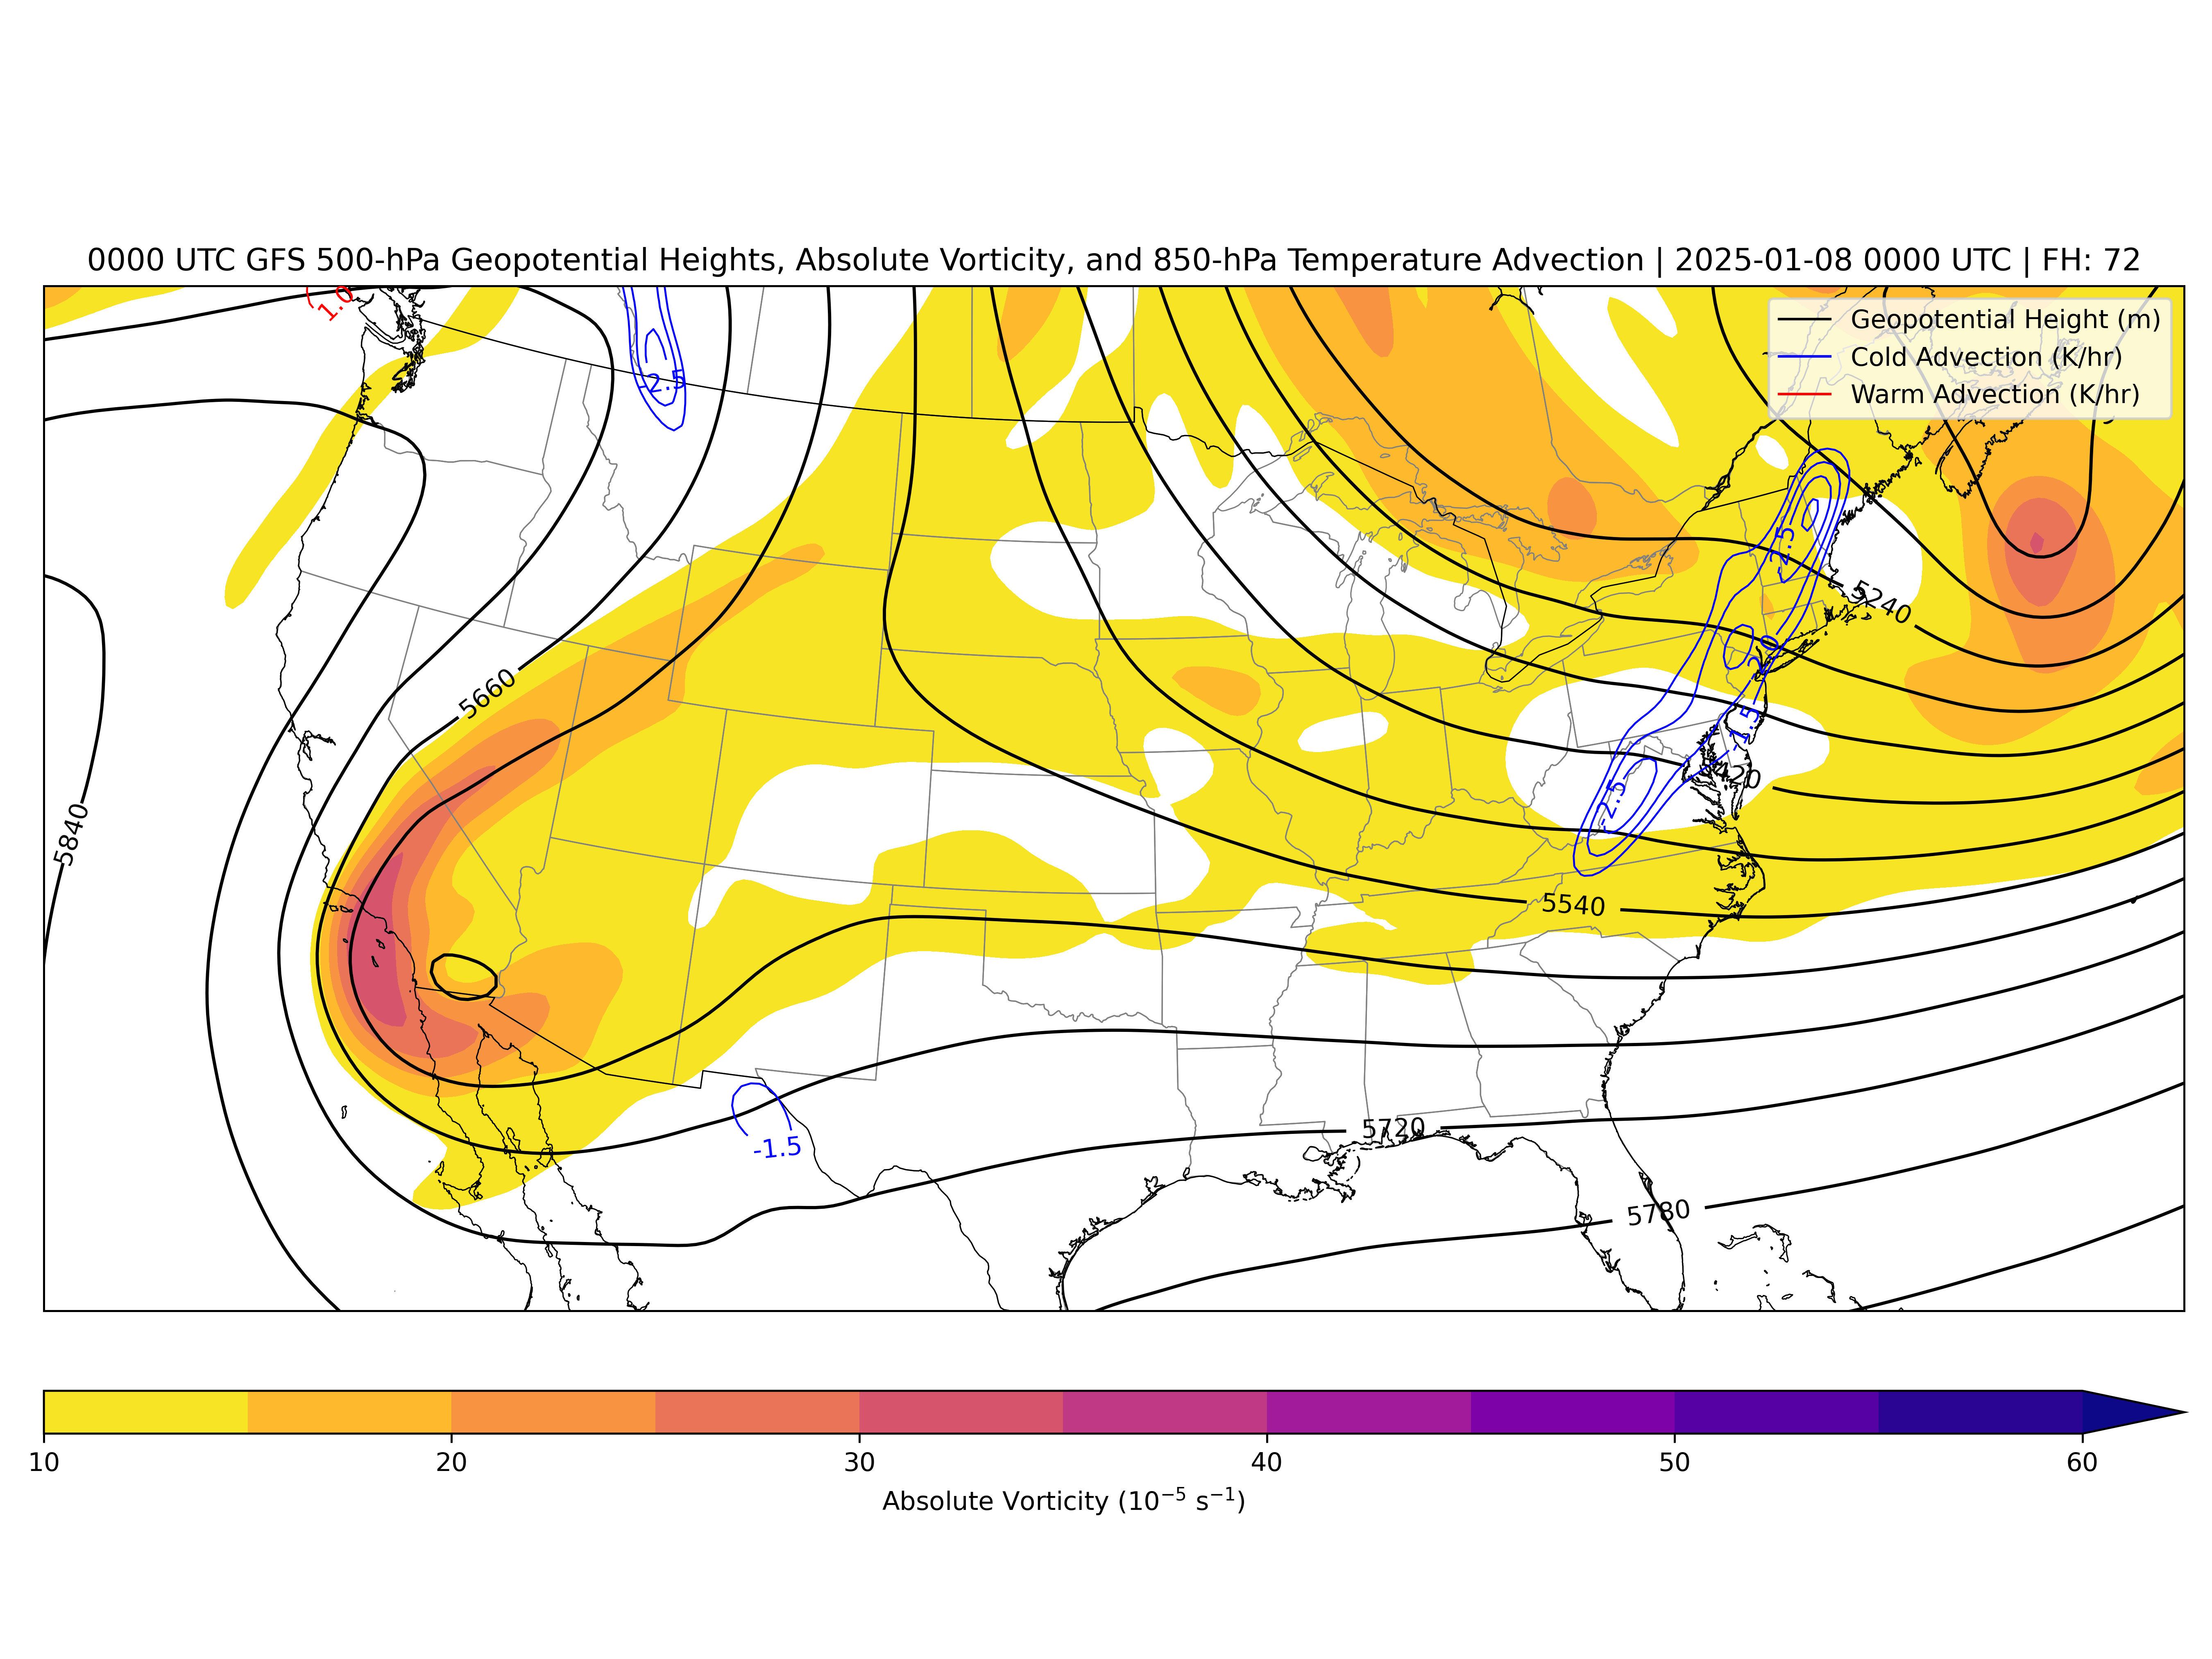 0000 UTC GFS 500-hPa Geopotential Heights, Absolute Vorticity, and 850-hPa Temperature Advection | 2025-01-08 0000 UTC | FH: 72
1.0
Geopotential Height (m)
Cold Advection (K/hr)
Warm Advection (K/hr)
-2.5
-2.5
5240
5660
-2.0
-1.5
-2.5
5840
5540
5720
-1.5
5780
10 20 30 40 50 60
Absolute Vorticity (10⁻⁵ s⁻¹)